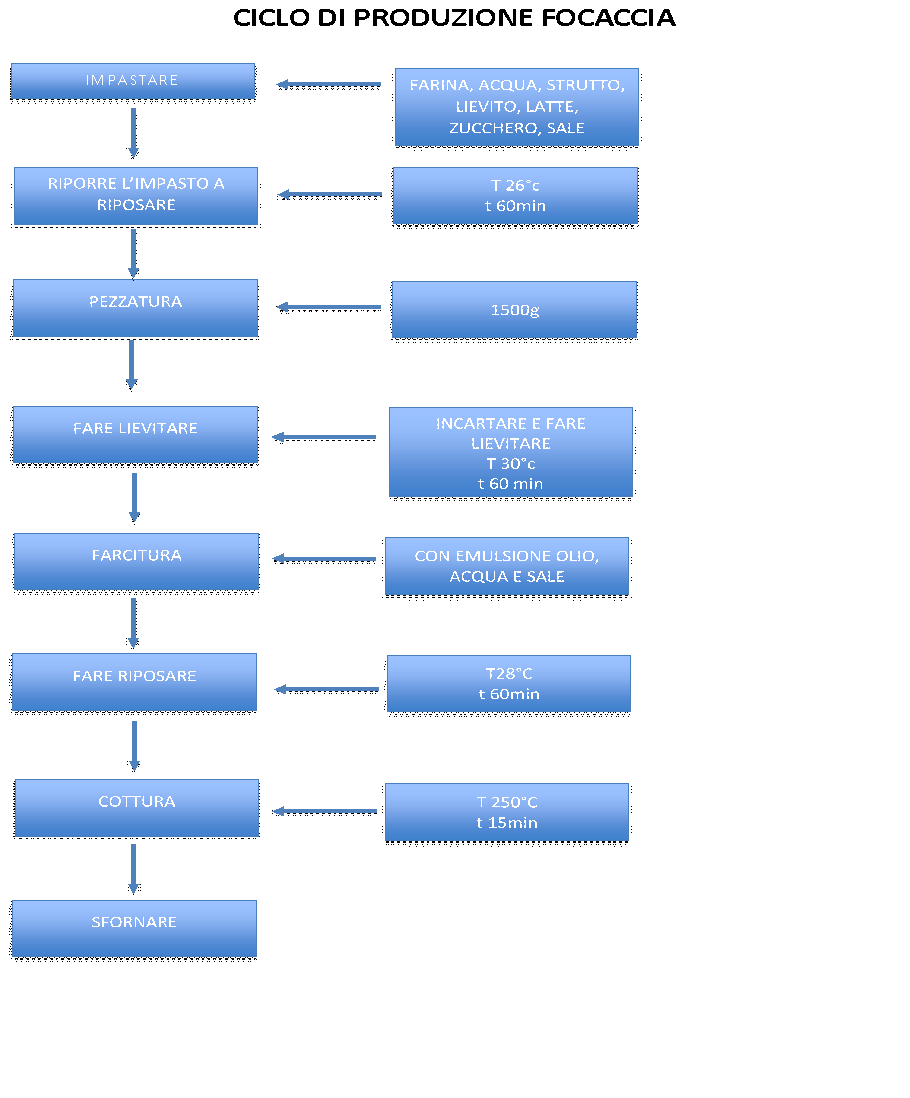 CICLO DI PRODUZIONE FOCACCIA
IMPASTARE
FARINA, ACQUA, STRUTTO,
LIEVITO, LATTE,
ZUCCHERO, SALE
RIPORRE L’IMPASTO A
RIPOSARE
T 26°c
t 60min
PEZZATURA
1500g
FARE LIEVITARE
INCARTARE E FARE
LIEVITARE
T 30°c
t 60 min
FARCITURA
CON EMULSIONE OLIO,
ACQUA E SALE
FARE RIPOSARE
T28°C
t 60min
COTTURA
T 250°C
t 15min
SFORNARE